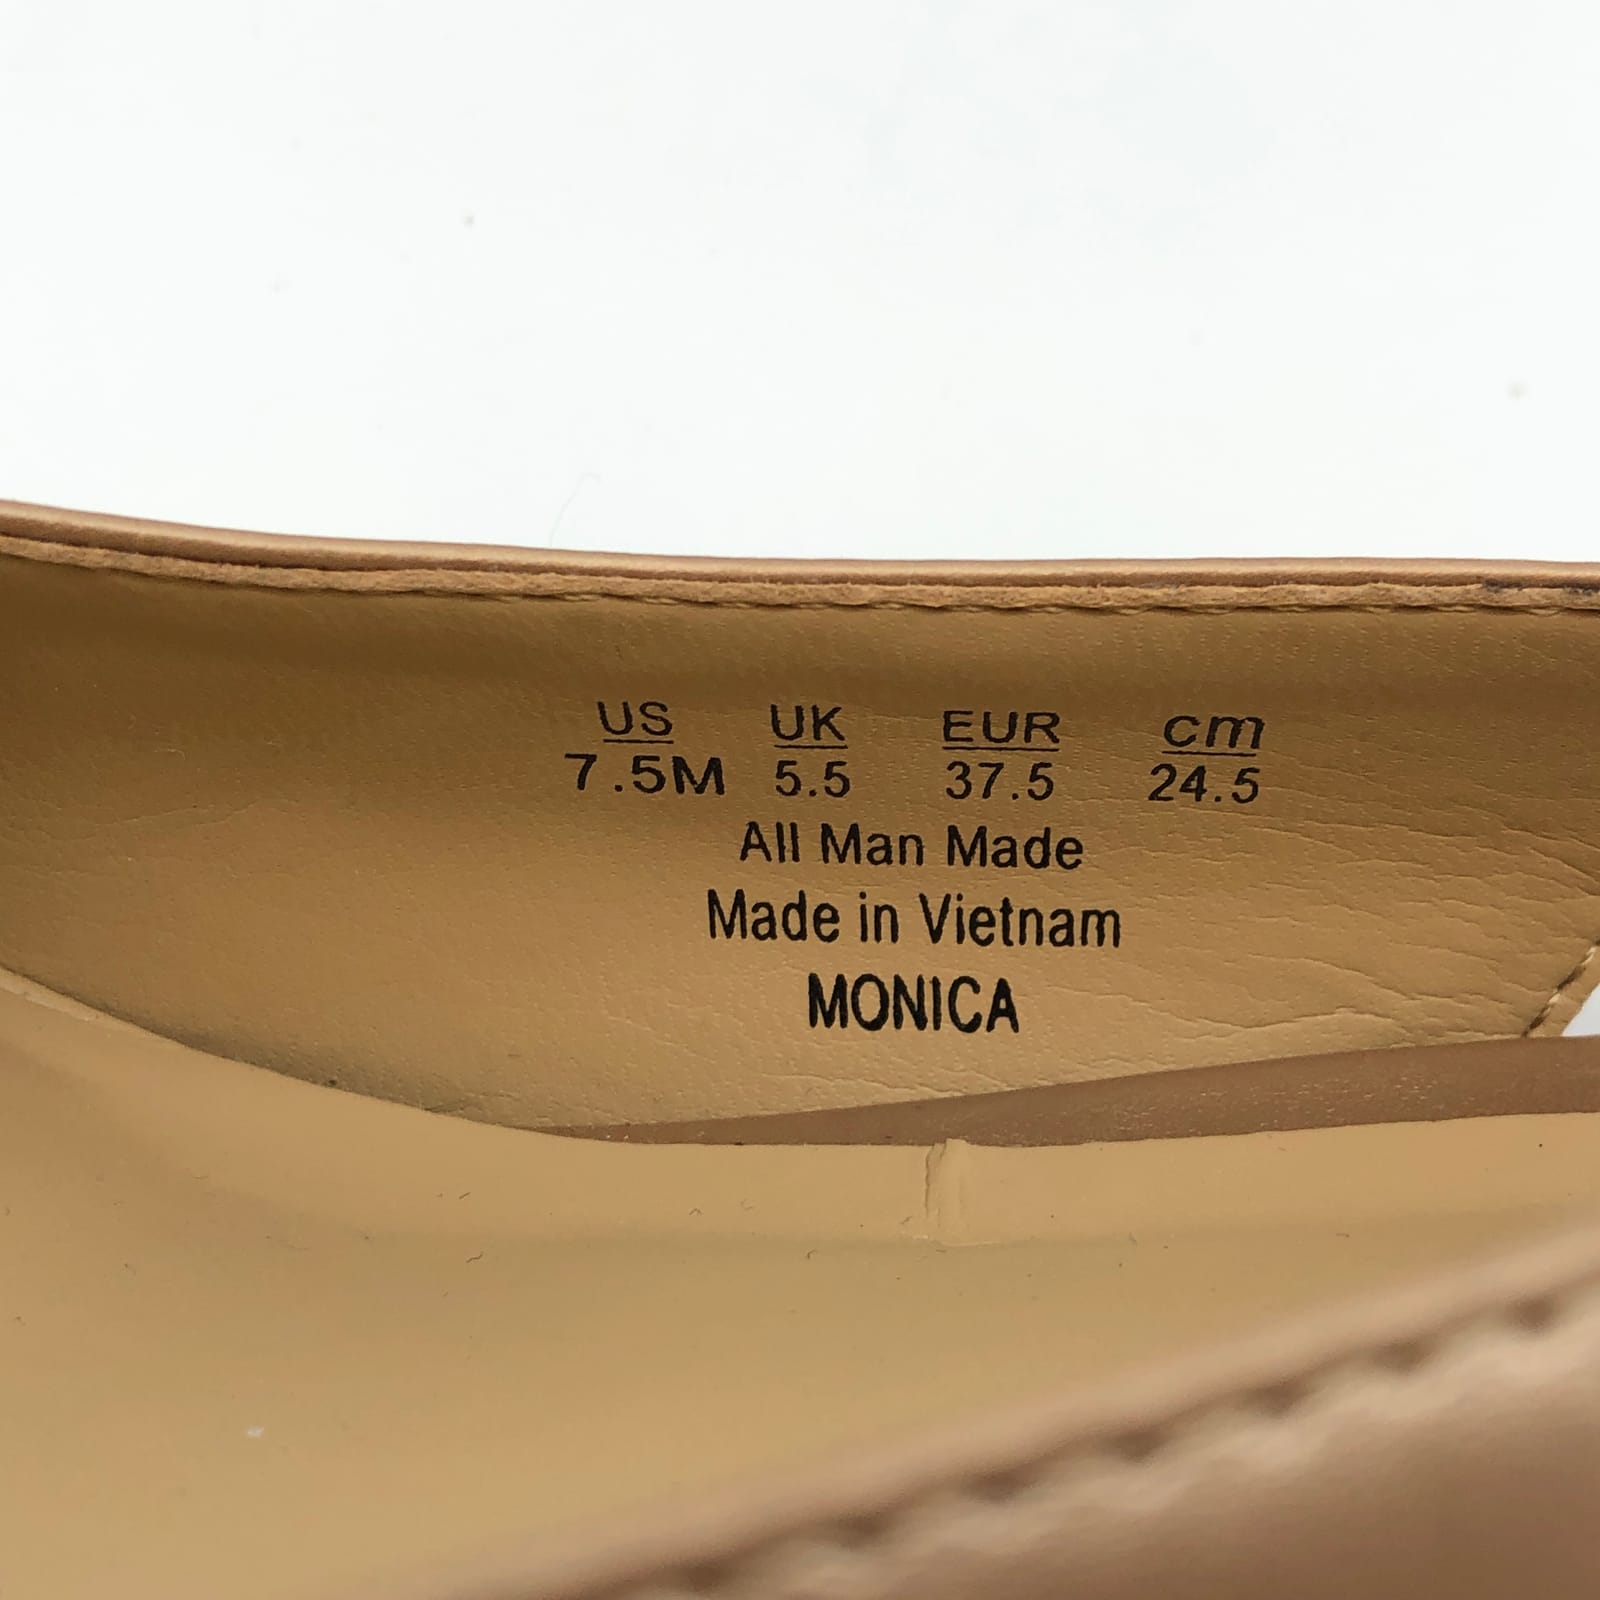 US UK EUR cm
7.5M 5.5 37.5 24.5
All Man Made
Made in Vietnam
MONICA